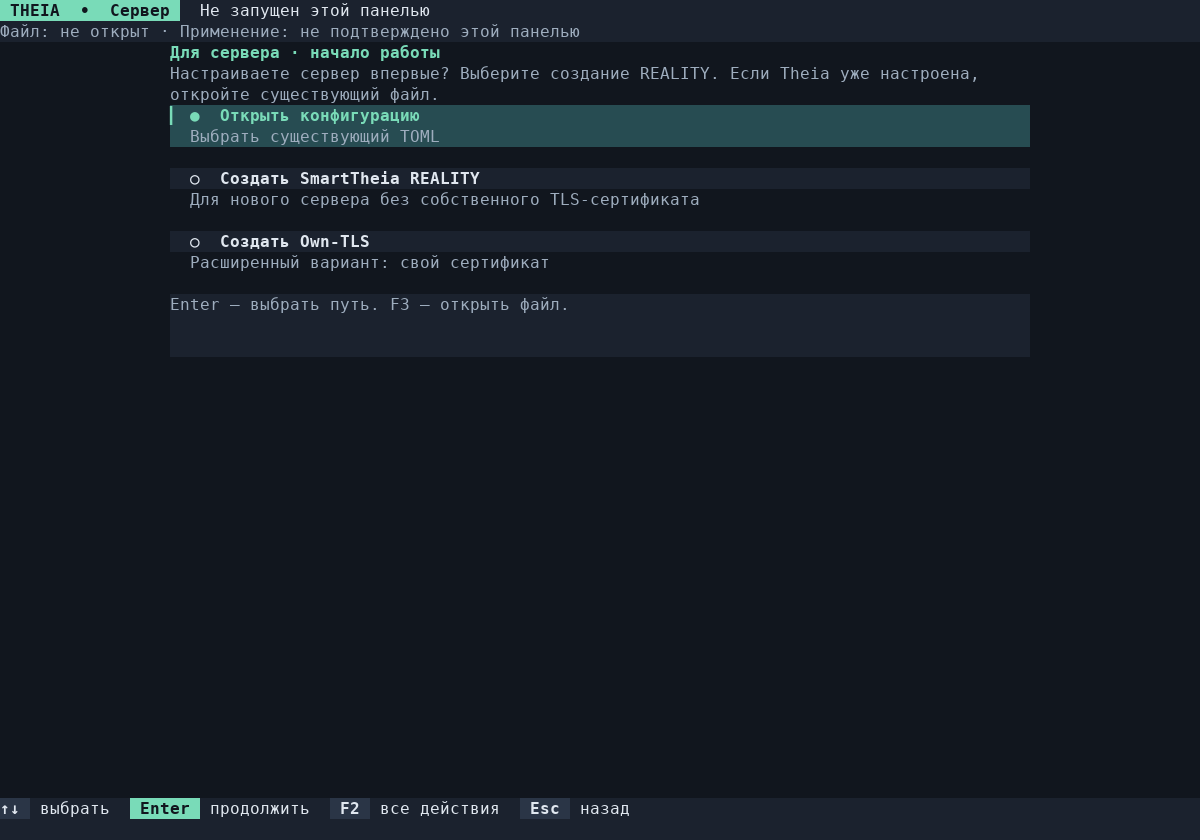 THEIA • Сервер Не запущен этой панелью
Файл: не открыт · Применение: не подтверждено этой панелью
Для сервера · начало работы
Настраиваете сервер впервые? Выберите создание REALITY. Если Theia уже настроена,
откройте существующий файл.
● Открыть конфигурацию
Выбрать существующий TOML
○ Создать SmartTheia REALITY
Для нового сервера без собственного TLS-сертификата
○ Создать Own-TLS
Расширенный вариант: свой сертификат
Enter — выбрать путь. F3 — открыть файл.
↑↓ выбрать Enter продолжить F2 все действия Esc назад